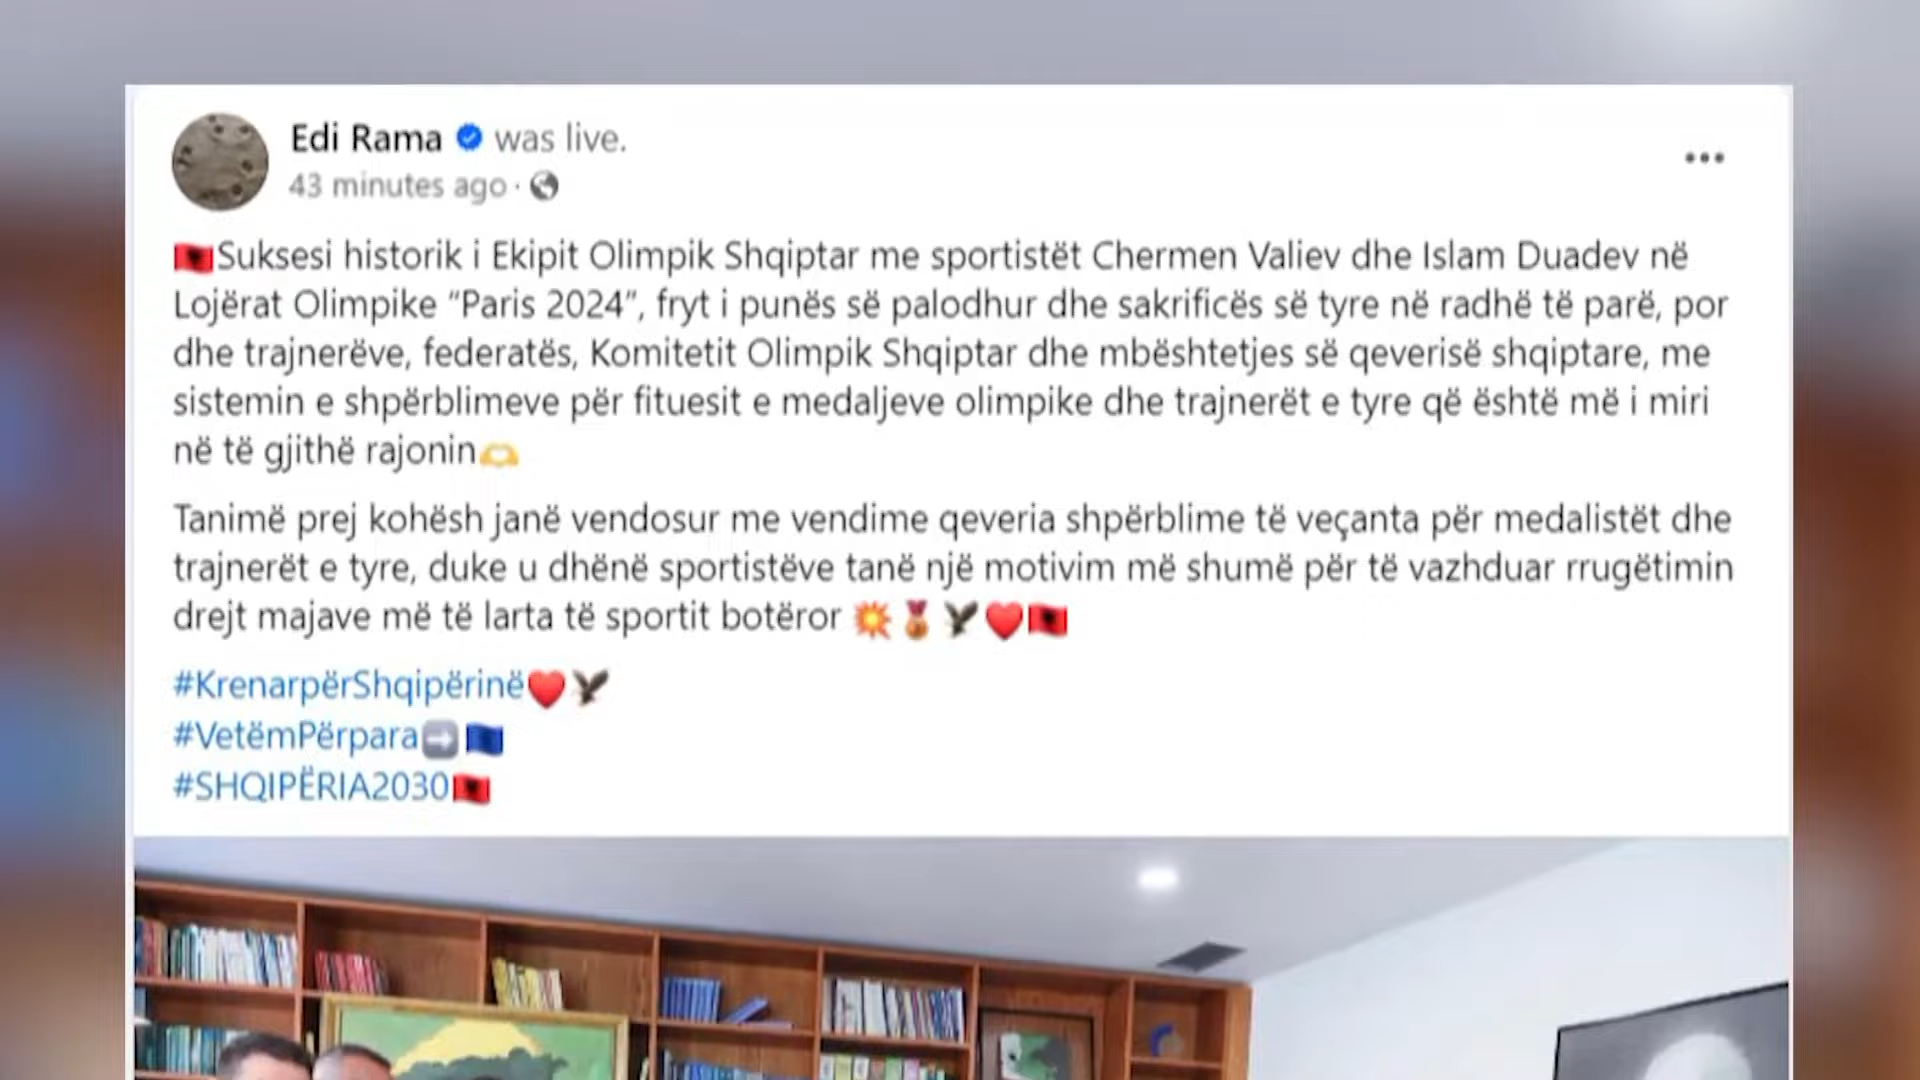 Edi Rama was live.
43 minutes ago ·
Suksesi historik i Ekipit Olimpik Shqiptar me sportistët Chermen Valiev dhe Islam Duadev në
Lojërat Olimpike “Paris 2024”, fryt i punës së palodhur dhe sakrificës së tyre në radhë të parë, por
dhe trajnerëve, federatës, Komitetit Olimpik Shqiptar dhe mbështetjes së qeverisë shqiptare, me
sistemin e shpërblimeve për fituesit e medaljeve olimpike dhe trajnerët e tyre që është më i miri
në të gjithë rajonin
Tanimë prej kohësh janë vendosur me vendime qeveria shpërblime të veçanta për medalistët dhe
trajnerët e tyre, duke u dhënë sportistëve tanë një motivim më shumë për të vazhduar rrugëtimin
drejt majave më të larta të sportit botëror
#KrenarpërShqipërinë
#VetëmPërpara
#SHQIPËRIA2030